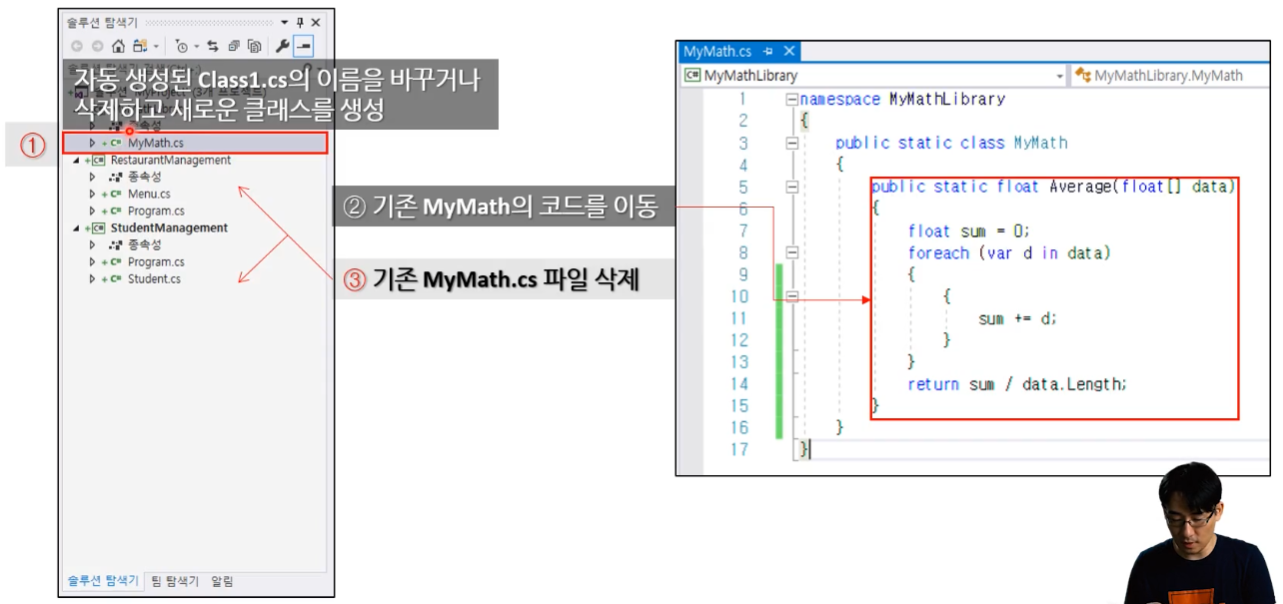 솔루션 탐색기
자동 생성된 Class1.cs의 이름을 바꾸거나
삭제하고 새로운 클래스를 생성
종속성
① MyMath.cs
RestaurantManagement
종속성
Menu.cs
Program.cs
StudentManagement
종속성
Program.cs
Student.cs
② 기존 MyMath의 코드를 이동
③ 기존 MyMath.cs 파일 삭제
솔루션 탐색기 팀 탐색기 알림
MyMath.cs
MyMathLibrary MyMathLibrary.MyMath
1 namespace MyMathLibrary
2 {
3 public static class MyMath
4 {
5 public static float Average(float[] data)
6 {
7 float sum = 0;
8 foreach (var d in data)
9 {
10 {
11 sum += d;
12 }
13 }
14 return sum / data.Length;
15 }
16 }
17 }